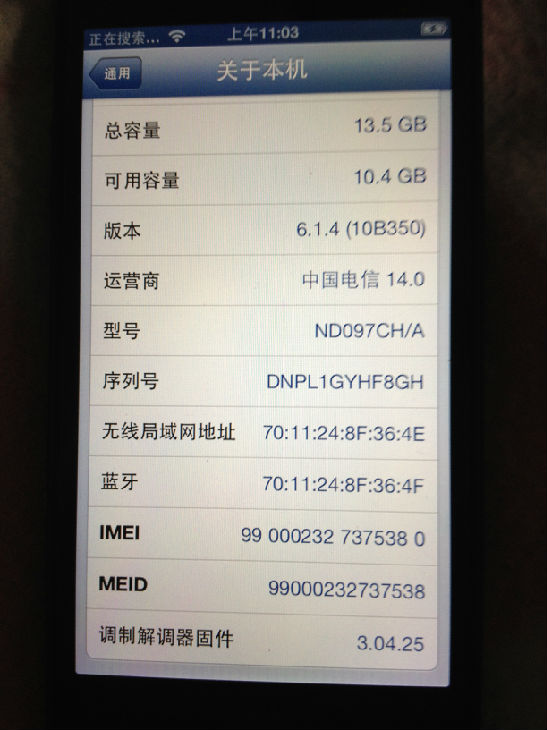 正在搜索... 上午11:03
通用 关于本机
总容量 13.5 GB
可用容量 10.4 GB
版本 6.1.4 (10B350)
运营商 中国电信 14.0
型号 ND097CH/A
序列号 DNPL1GYHF8GH
无线局域网地址 70:11:24:8F:36:4E
蓝牙 70:11:24:8F:36:4F
IMEI 99 000232 737538 0
MEID 99000232737538
调制解调器固件 3.04.25